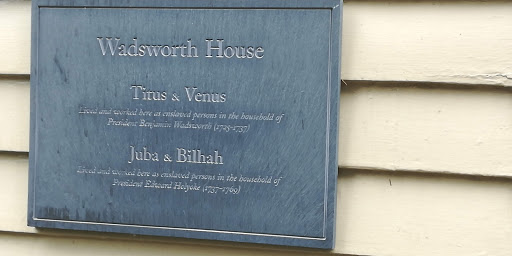 Wadsworth House
Titus & Venus
Lived and worked here as enslaved persons in the household of
President Benjamin Wadsworth (1725-1737)
Juba & Bilhah
Lived and worked here as enslaved persons in the household of
President Edward Holyoke (1737-1769)